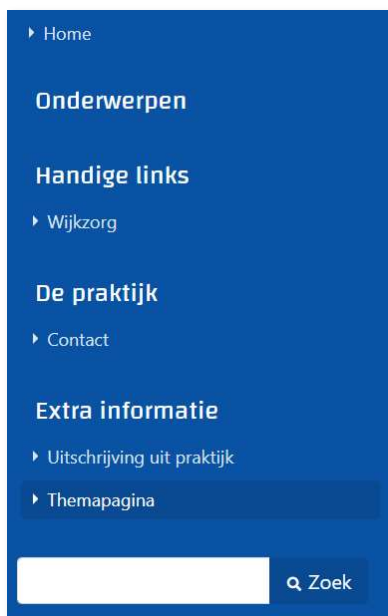 Home
Onderwerpen
Handige links
Wijkzorg
De praktijk
Contact
Extra informatie
Uitschrijving uit praktijk
Themapagina
Zoek